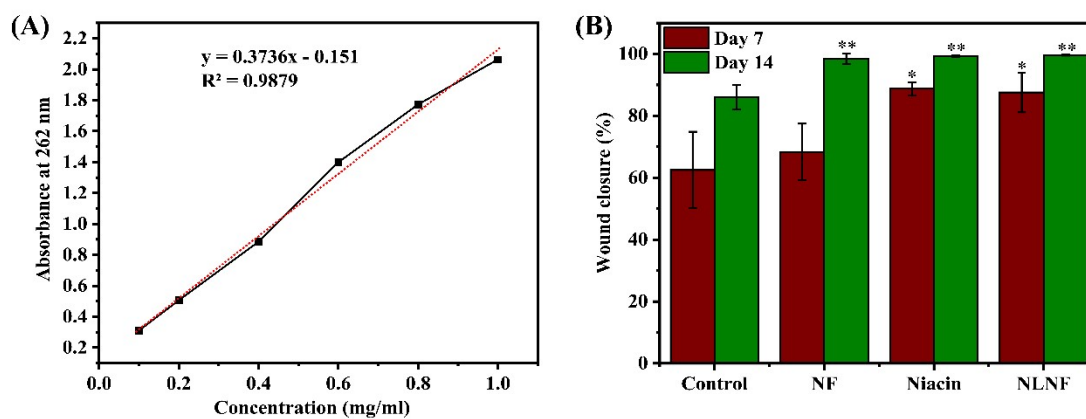 (A)
y = 0.3736x - 0.151
R² = 0.9879
Absorbance at 262 nm
2.2
2.0
1.8
1.6
1.4
1.2
1.0
0.8
0.6
0.4
0.2
0.0 0.2 0.4 0.6 0.8 1.0
Concentration (mg/ml)
(B)
Day 7
Day 14
Wound closure (%)
100
80
60
40
20
0
** ** **
* *
Control NF Niacin NLNF